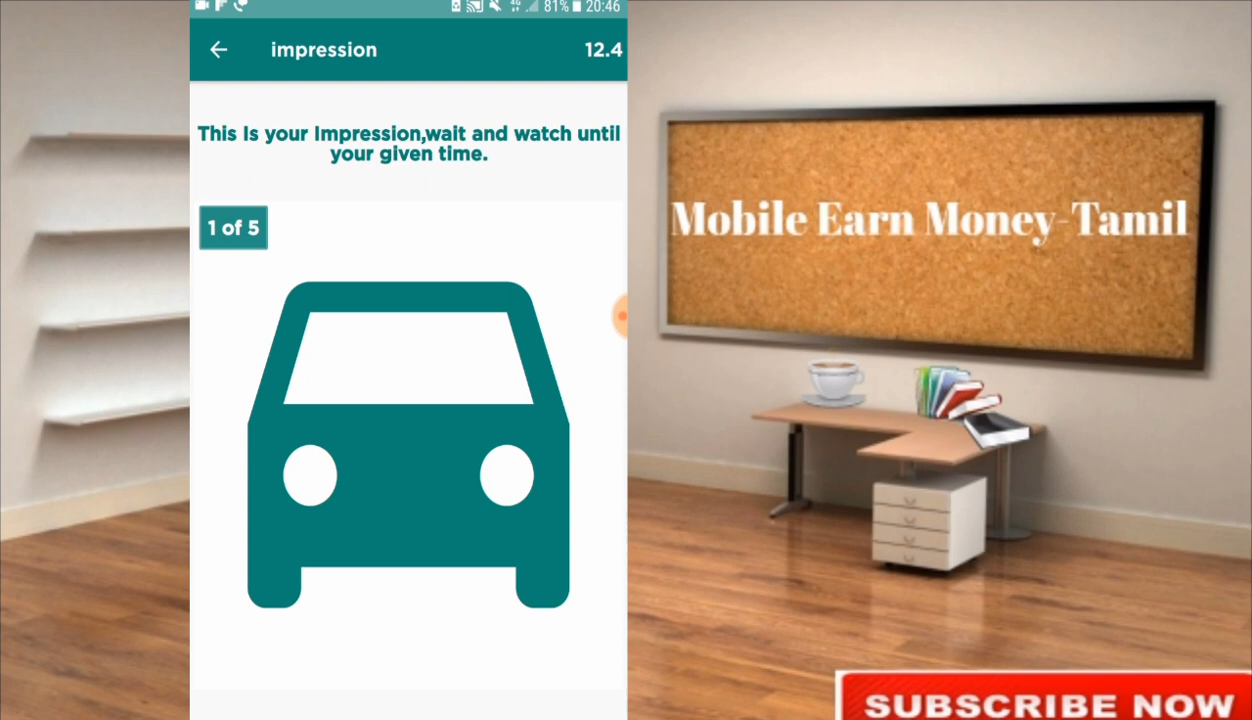 81% 20:46
impression 12.4
This Is your Impression,wait and watch until
your given time.
1 of 5
Mobile Earn Money-Tamil
SUBSCRIBE NOW